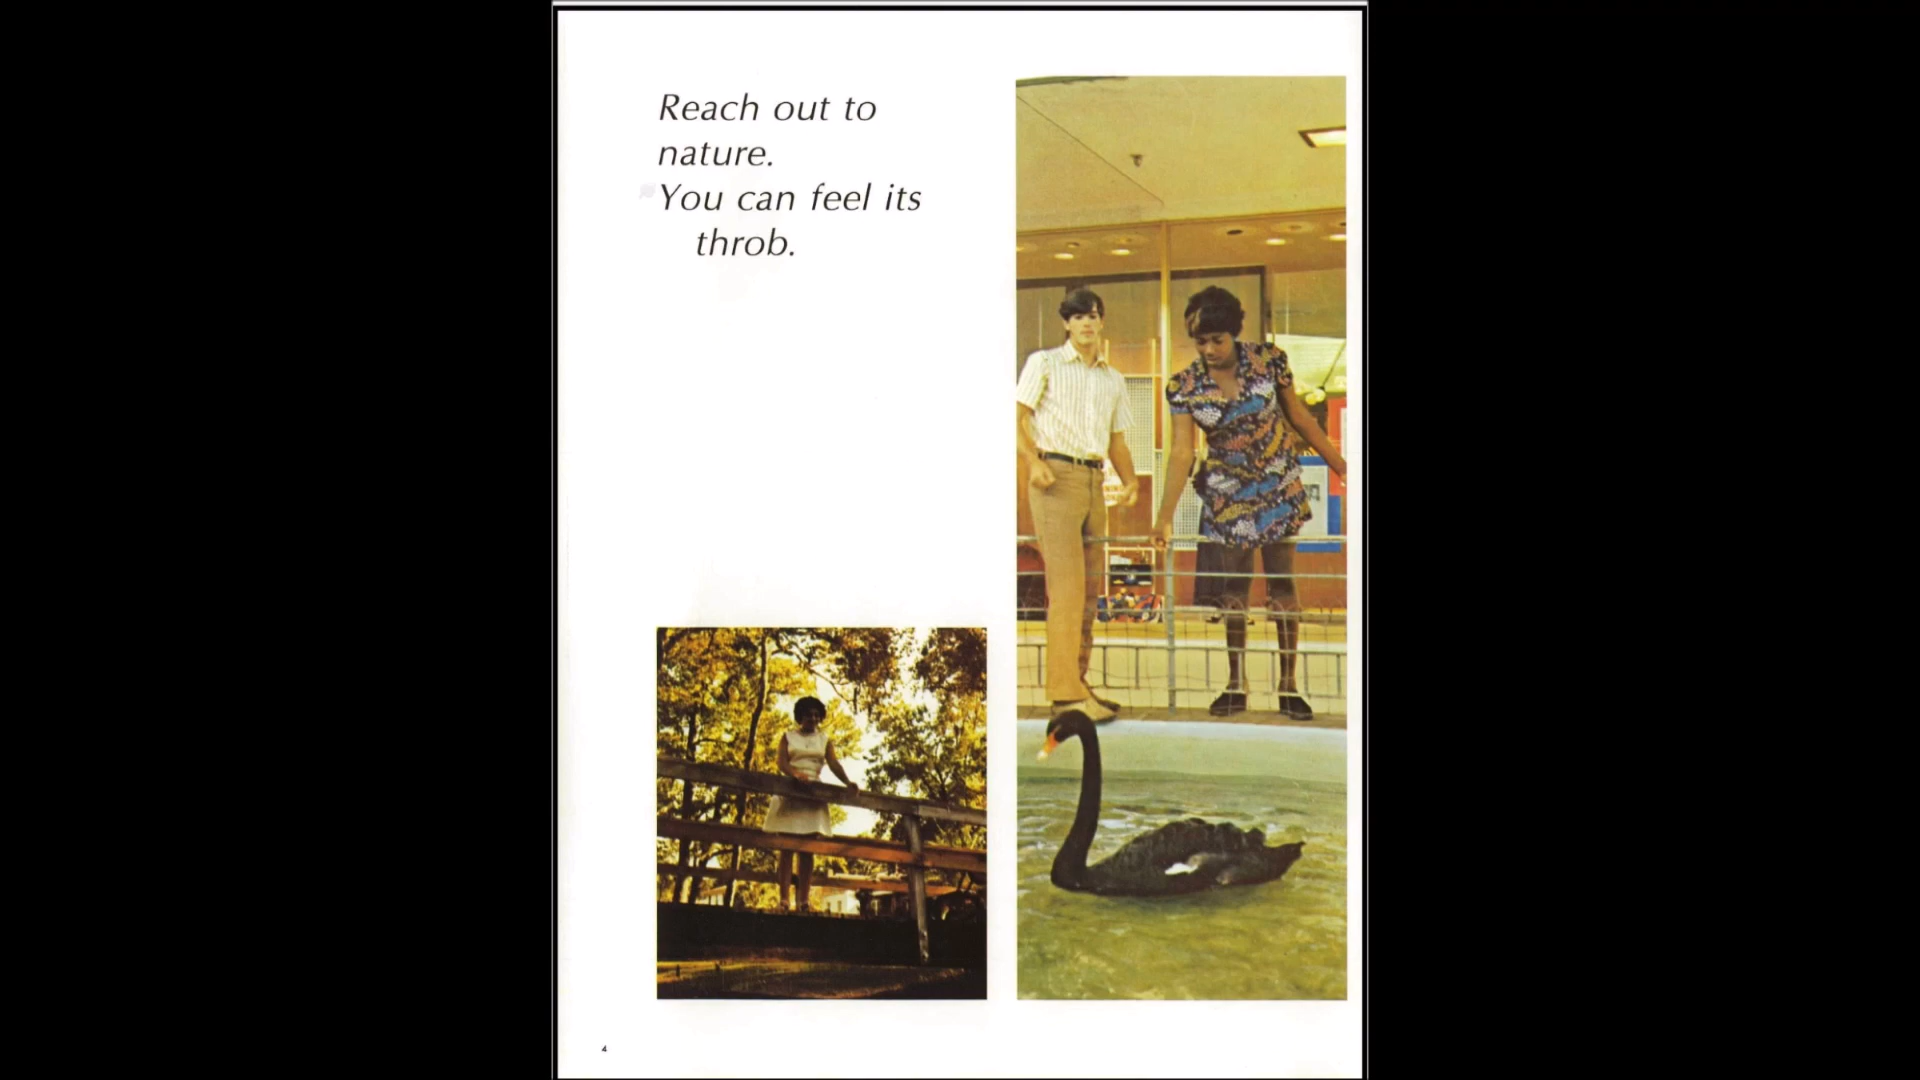 Reach out to
nature.
You can feel its
throb.
4